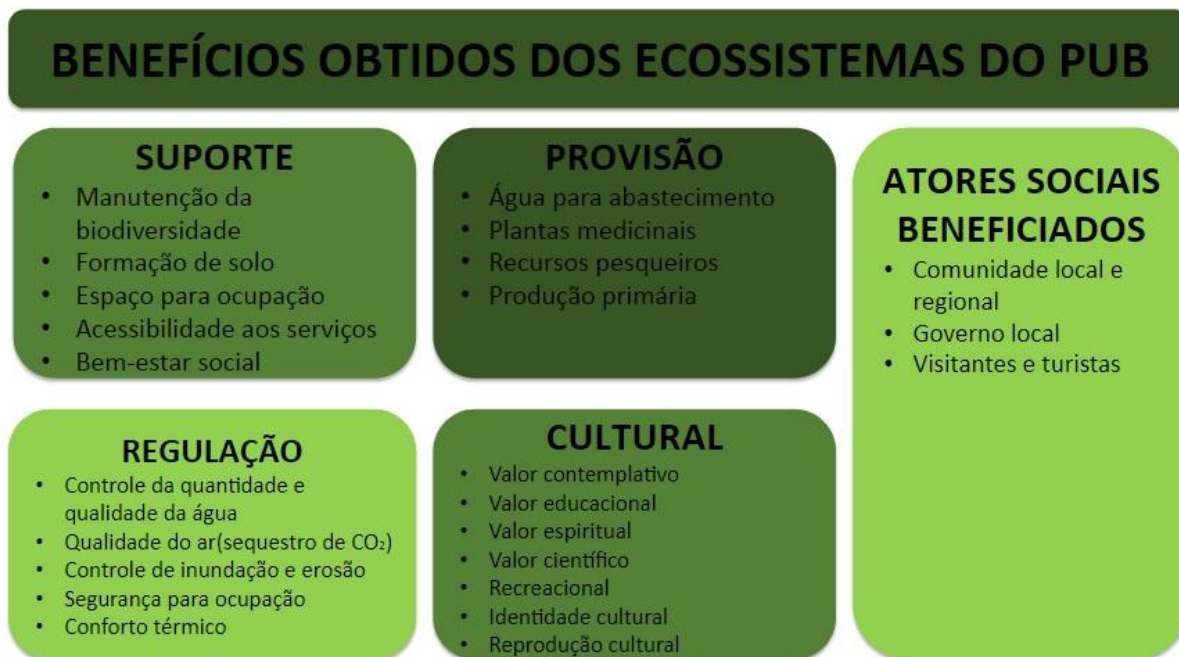 BENEFÍCIOS OBTIDOS DOS ECOSSISTEMAS DO PUB
SUPORTE
• Manutenção da
biodiversidade
• Formação de solo
• Espaço para ocupação
• Acessibilidade aos serviços
• Bem-estar social
PROVISÃO
• Água para abastecimento
• Plantas medicinais
• Recursos pesqueiros
• Produção primária
ATORES SOCIAIS
BENEFICIADOS
• Comunidade local e
regional
• Governo local
• Visitantes e turistas
REGULAÇÃO
• Controle da quantidade e
qualidade da água
• Qualidade do ar(sequestro de CO₂)
• Controle de inundação e erosão
• Segurança para ocupação
• Conforto térmico
CULTURAL
• Valor contemplativo
• Valor educacional
• Valor espiritual
• Valor científico
• Recreacional
• Identidade cultural
• Reprodução cultural